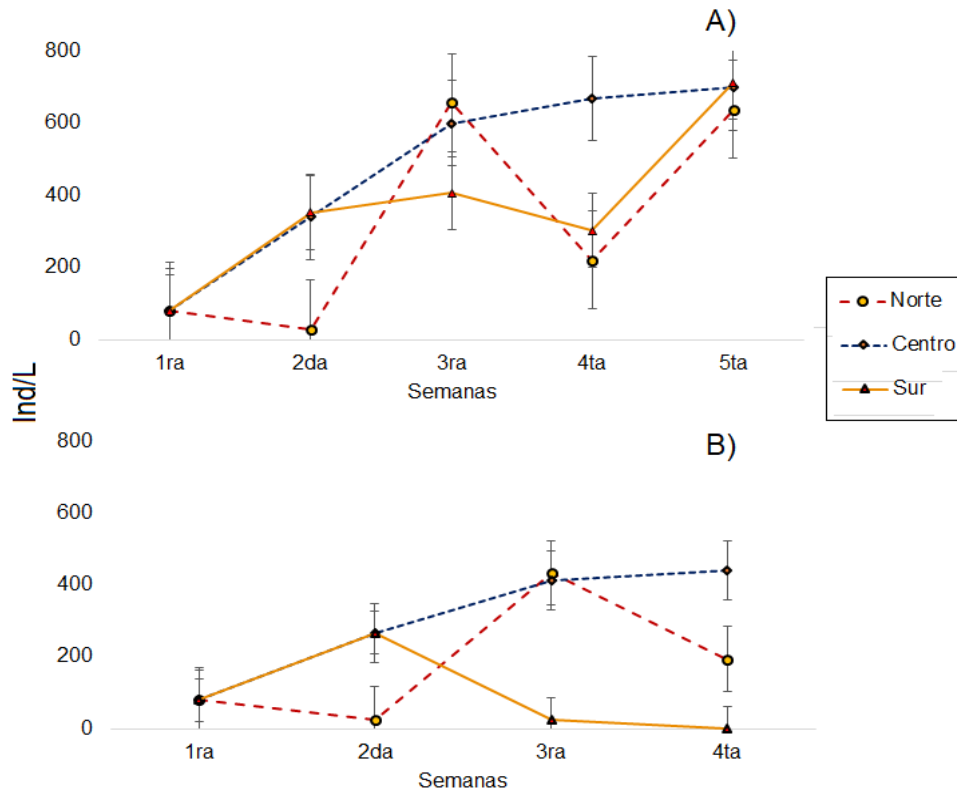 A)
800
600
400
200
0
1ra 2da 3ra 4ta 5ta
Semanas
Norte
Centro
Sur
Ind/L
B)
800
600
400
200
0
1ra 2da 3ra 4ta
Semanas